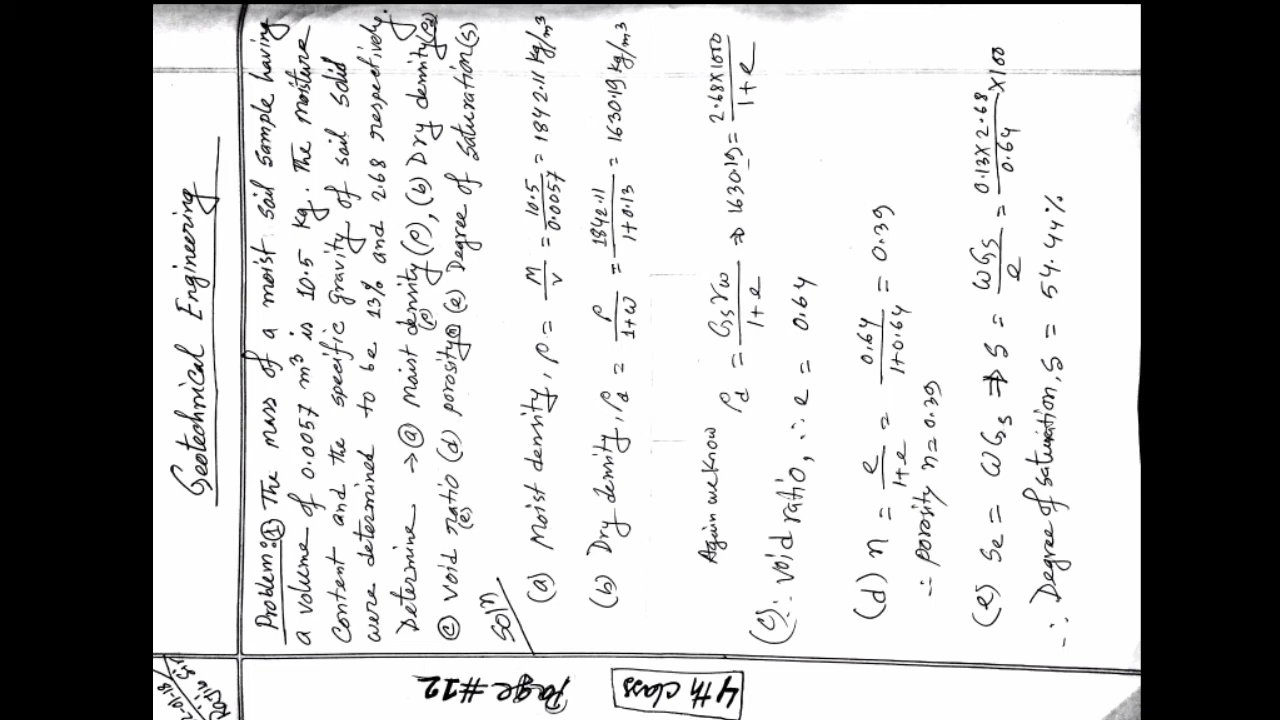 Geotechnical Engineering
Problem:① The mass of a moist soil sample having
a volume of 0.0057 m³ is 10.5 kg. The moisture
Content and the specific gravity of soil solid
were determined to be 13% and 2.68 respectively.
Determine → ⓐ Moist density (ρ), (b) Dry density (ρd)
ⓒ void ratio (e) (d) porosity (n) (e) Degree of saturation (s)
Sol^n
(a) Moist density, ρ = M/V = 10.5/0.0057 = 1842.11 kg/m³
(b) Dry density, ρd = ρ/(1+ω) = 1842.11/(1+0.13) = 1630.19 kg/m³
Again we know
ρd = Gsγω/(1+e) ⇒ 1630.19 = 2.68×1000/(1+e)
(c) ∴ void ratio, ∴ e = 0.64
(d) n = e/(1+e) = 0.64/(1+0.64) = 0.39
∴ porosity n = 0.39
(e) Se = ωGs ⇒ S = ωGs/e = 0.13×2.68/0.64 ×100
∴ Degree of saturation, S = 54.44%
4th class
Page #12